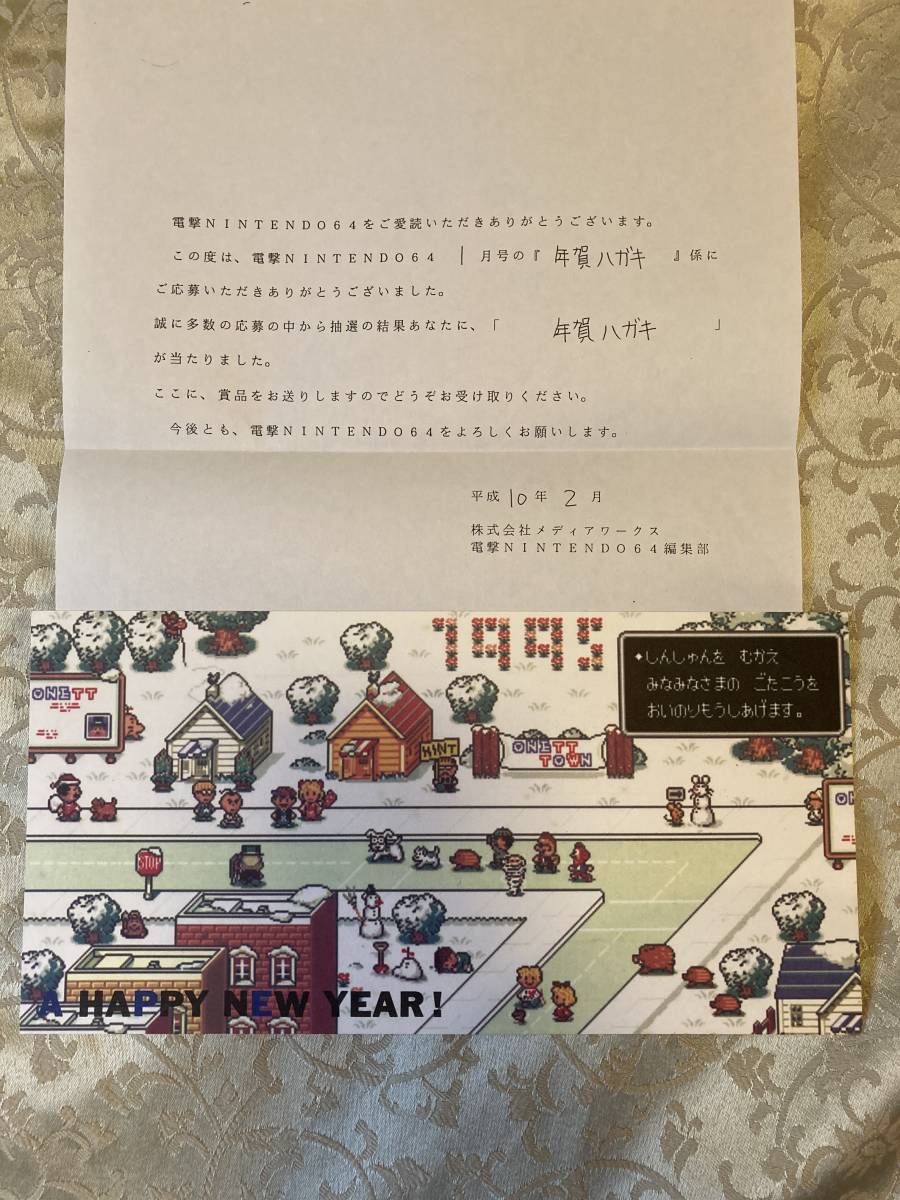 電撃NINTENDO64をご愛読いただきありがとうございます。
この度は、電撃NINTENDO64 1月号の『 年賀ハガキ 』係に
ご応募いただきありがとうございました。
誠に多数の応募の中から抽選の結果あなたに、「 年賀ハガキ 」
が当たりました。
ここに、賞品をお送りしますのでどうぞお受け取りください。
今後とも、電撃NINTENDO64をよろしくお願いします。
平成10年 2 月
株式会社メディアワークス
電撃NINTENDO64編集部
◆しんしゅんを むかえ
みなみなさまの ごたこうを
おいのりもうしあげます。
ONETT
HINT
ONETT
TOWN
STOP
A HAPPY NEW YEAR!